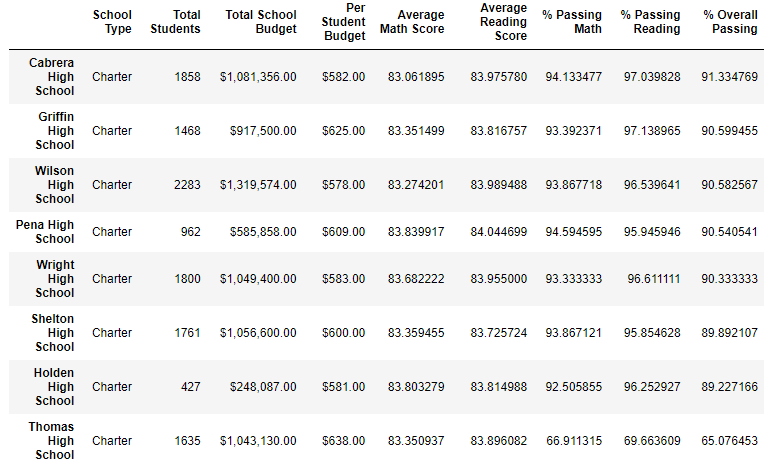 School Type Total Students Total School Budget Per Student Budget Average Math Score Average Reading Score % Passing Math % Passing Reading % Overall Passing
Cabrera High School Charter 1858 $1,081,356.00 $582.00 83.061895 83.975780 94.133477 97.039828 91.334769
Griffin High School Charter 1468 $917,500.00 $625.00 83.351499 83.816757 93.392371 97.138965 90.599455
Wilson High School Charter 2283 $1,319,574.00 $578.00 83.274201 83.989488 93.867718 96.539641 90.582567
Pena High School Charter 962 $585,858.00 $609.00 83.839917 84.044699 94.594595 95.945946 90.540541
Wright High School Charter 1800 $1,049,400.00 $583.00 83.682222 83.955000 93.333333 96.611111 90.333333
Shelton High School Charter 1761 $1,056,600.00 $600.00 83.359455 83.725724 93.867121 95.854628 89.892107
Holden High School Charter 427 $248,087.00 $581.00 83.803279 83.814988 92.505855 96.252927 89.227166
Thomas High School Charter 1635 $1,043,130.00 $638.00 83.350937 83.896082 66.911315 69.663609 65.076453